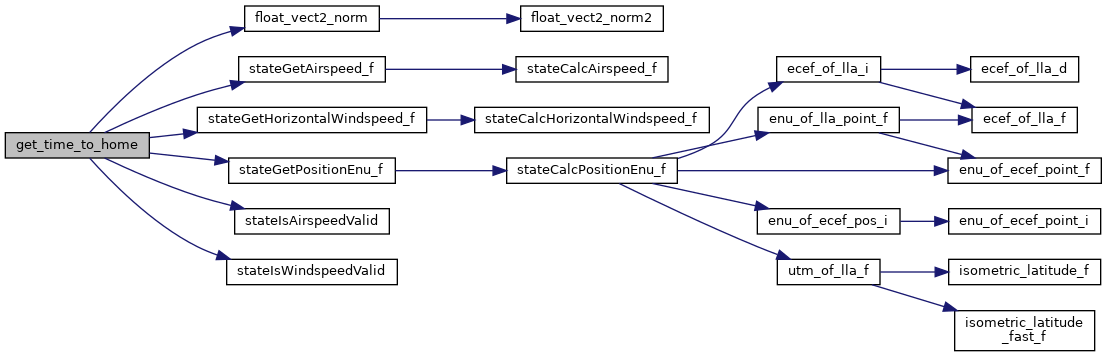 get_time_to_home
float_vect2_norm
float_vect2_norm2
stateGetAirspeed_f
stateCalcAirspeed_f
stateGetHorizontalWindspeed_f
stateCalcHorizontalWindspeed_f
stateGetPositionEnu_f
stateCalcPositionEnu_f
ecef_of_lla_i
ecef_of_lla_d
ecef_of_lla_f
enu_of_lla_point_f
enu_of_ecef_point_f
enu_of_ecef_pos_i
enu_of_ecef_point_i
utm_of_lla_f
isometric_latitude_f
isometric_latitude
_fast_f
stateIsAirspeedValid
stateIsWindspeedValid